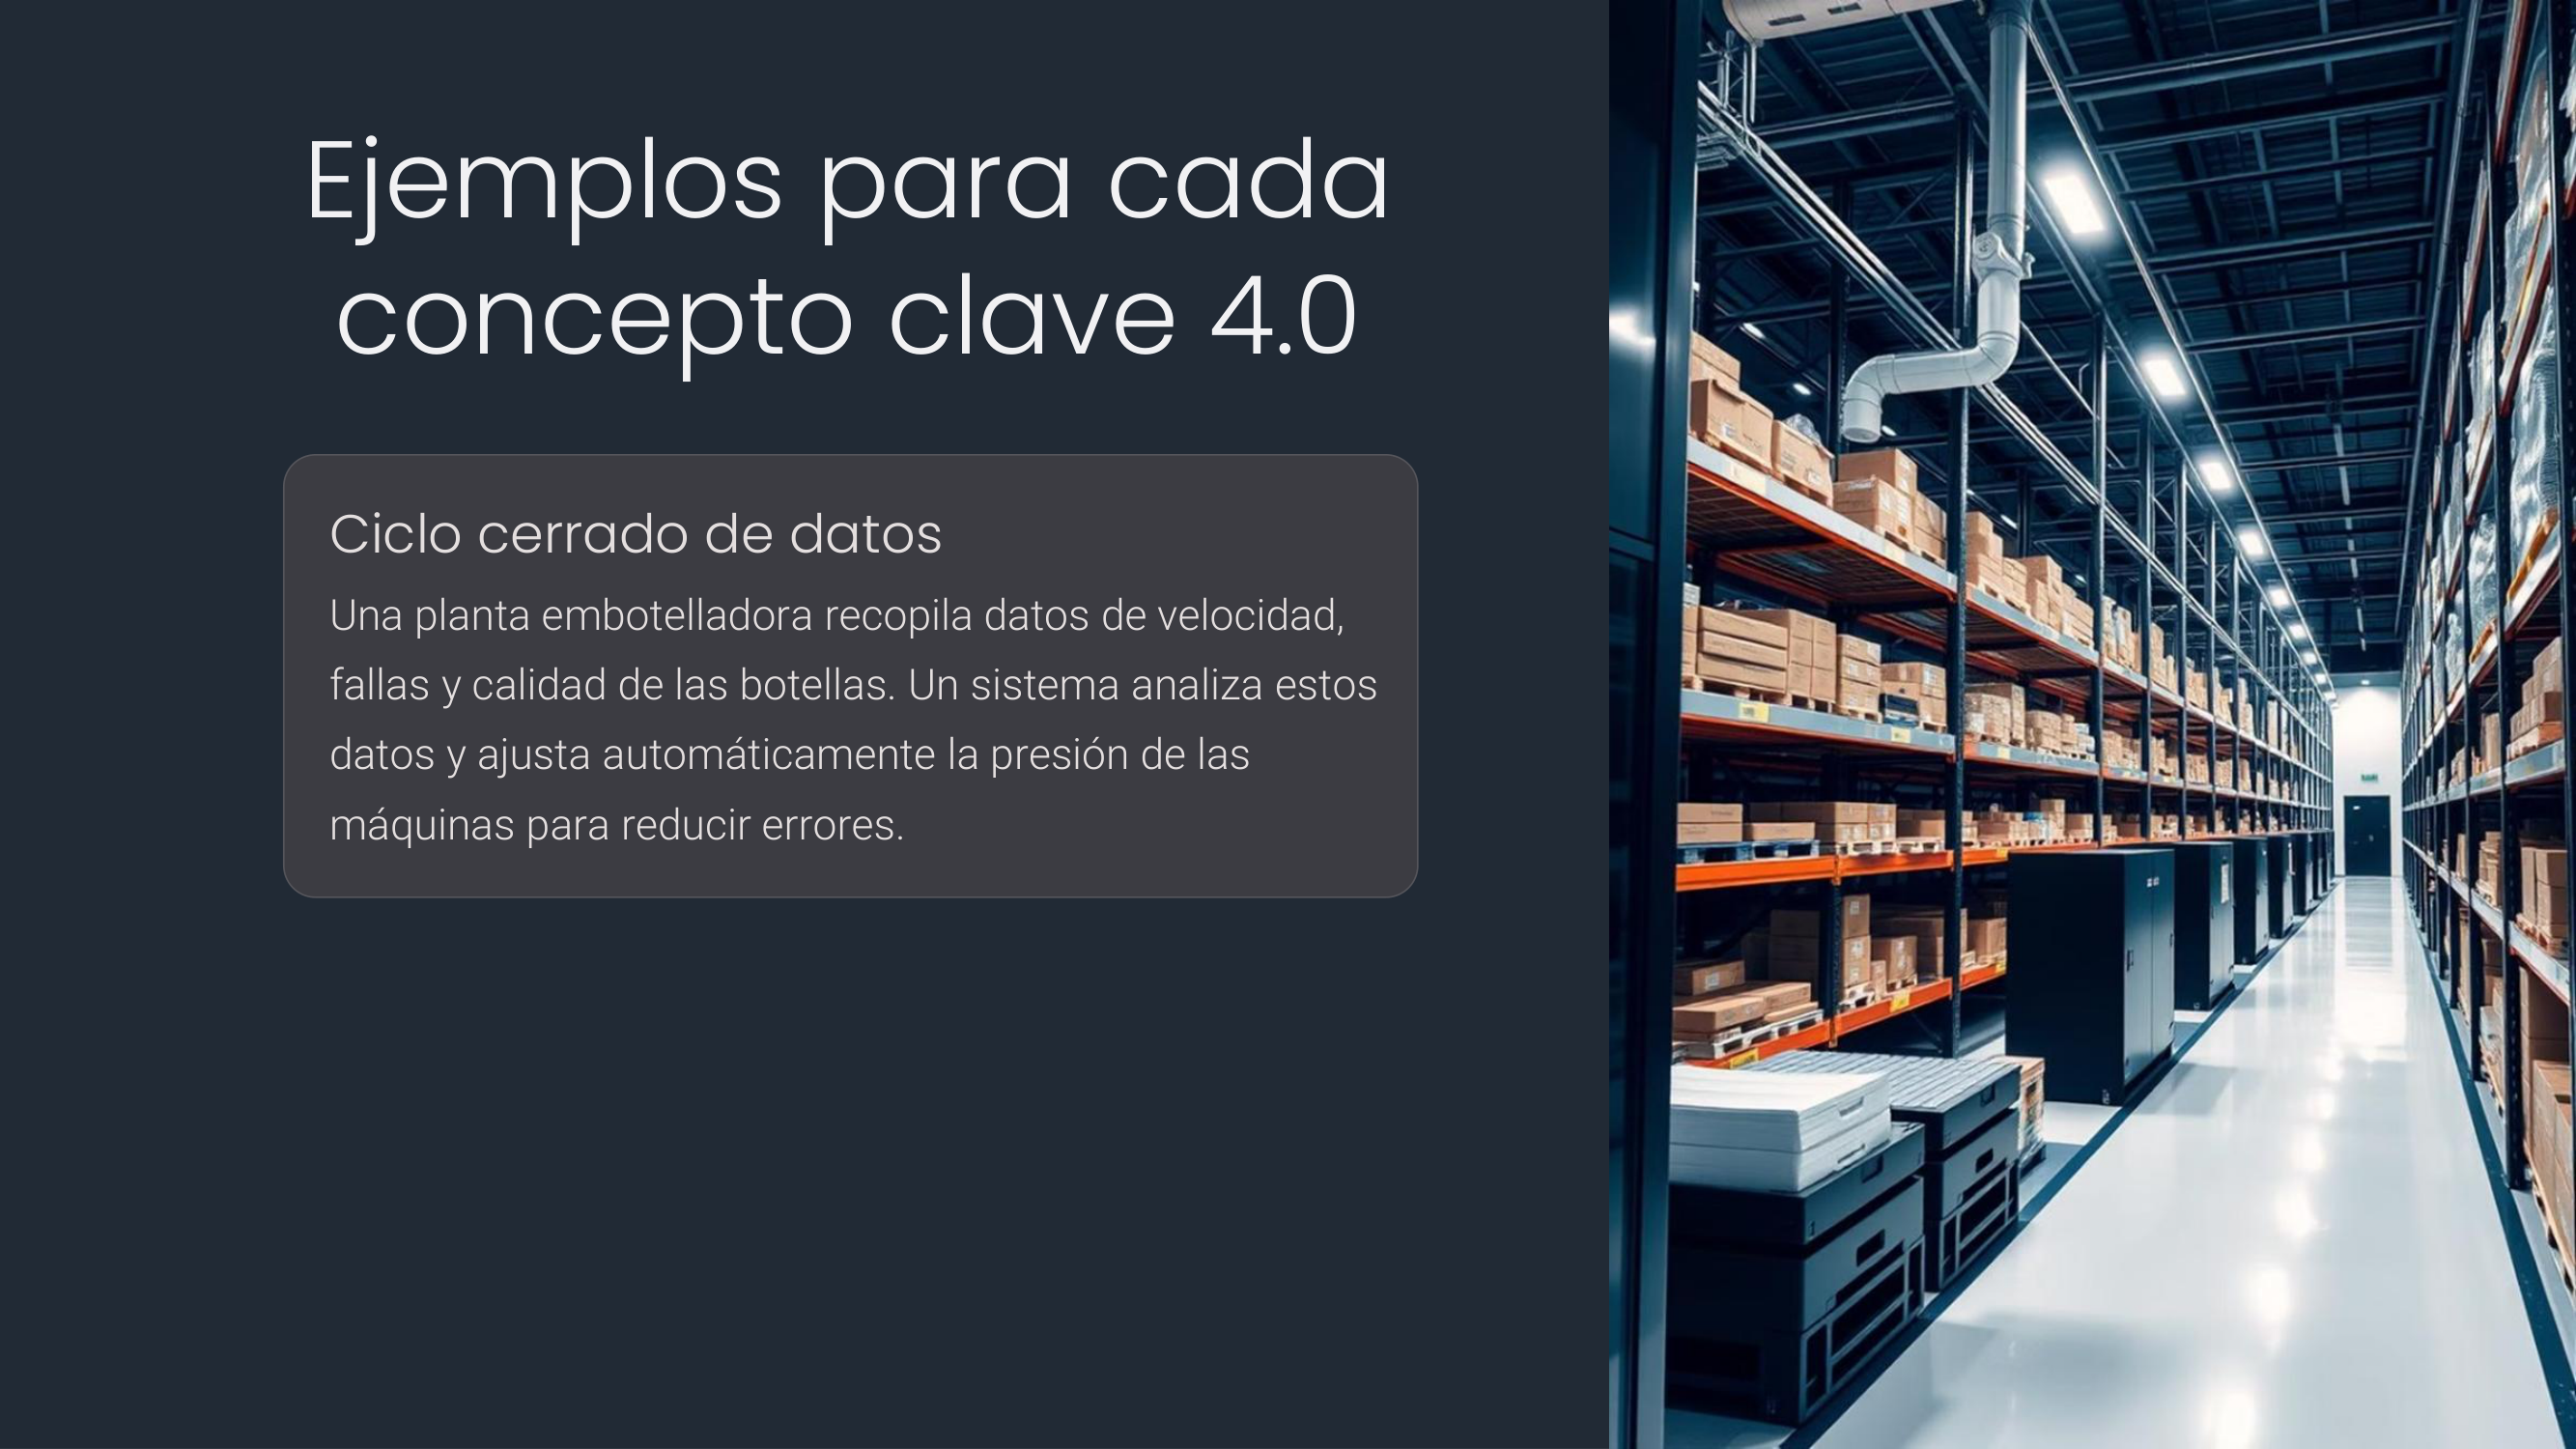 Ejemplos para cada
concepto clave 4.0
Ciclo cerrado de datos
Una planta embotelladora recopila datos de velocidad,
fallas y calidad de las botellas. Un sistema analiza estos
datos y ajusta automáticamente la presión de las
máquinas para reducir errores.